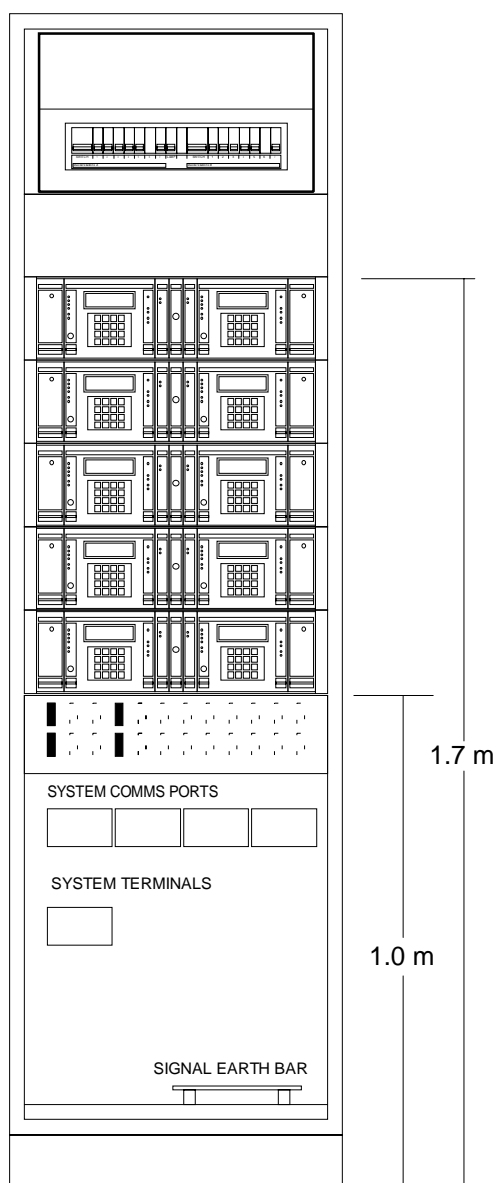 1.7 m
SYSTEM COMMS PORTS
SYSTEM TERMINALS
1.0 m
SIGNAL EARTH BAR